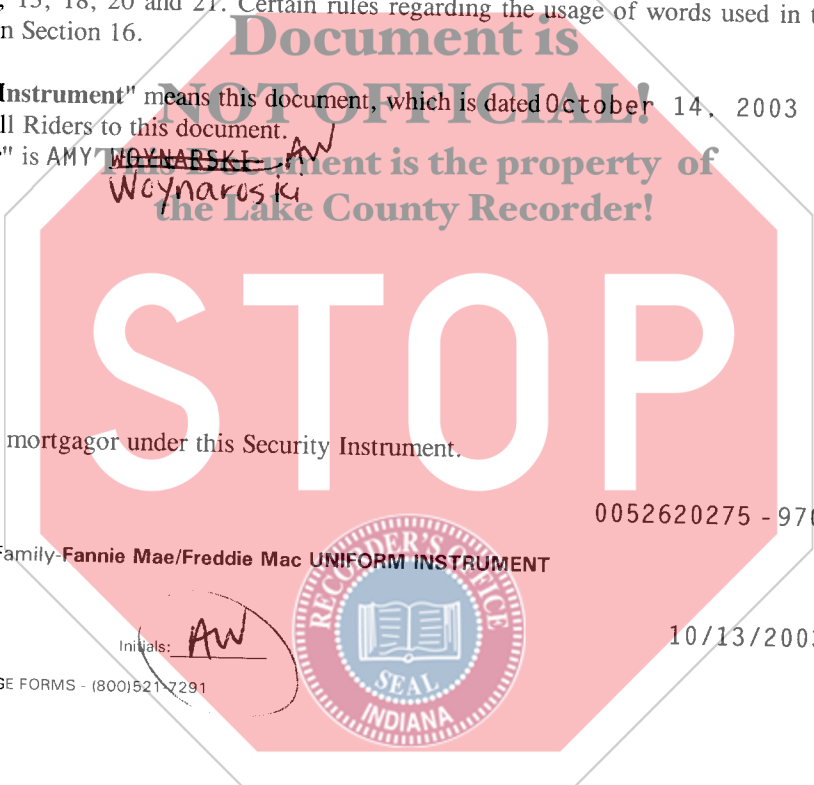 , 13, 18, 20 and 21. Certain rules regarding the usage of words used in t
n Section 16.
Document is
NOT OFFICIAL!
Instrument" means this document, which is dated October 14, 2003
ll Riders to this document.
" is AMY WOYNARSKI AW
Woynaroski
This Document is the property of
the Lake County Recorder!
STOP
mortgagor under this Security Instrument.
0052620275 - 970
Family-Fannie Mae/Freddie Mac UNIFORM INSTRUMENT
RECORDER'S OFFICE
SEAL
INDIANA
Initials: AW
10/13/2003
GE FORMS - (800)521-7291